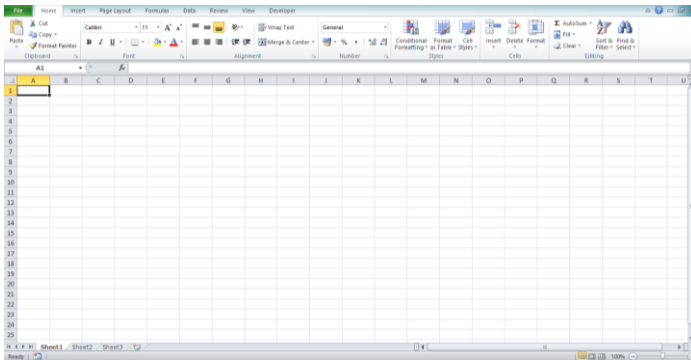 File Home Insert Page Layout Formulas Data Review View Developer
Cut
Copy
Format Painter
Paste
Clipboard
Calibri 11 A A
B I U A
Font
Wrap Text
Merge & Center
Alignment
General
% ,
Number
Conditional Formatting
Format as Table
Cell Styles
Styles
Insert Delete Format
Cells
Σ AutoSum
Fill
Clear
Sort & Filter
Find & Select
Editing
A1 fx
A B C D E F G H I J K L M N O P Q R S T U
1
2
3
4
5
6
7
8
9
10
11
12
13
14
15
16
17
18
19
20
21
22
23
24
25
Sheet1 Sheet2 Sheet3
Ready 100%